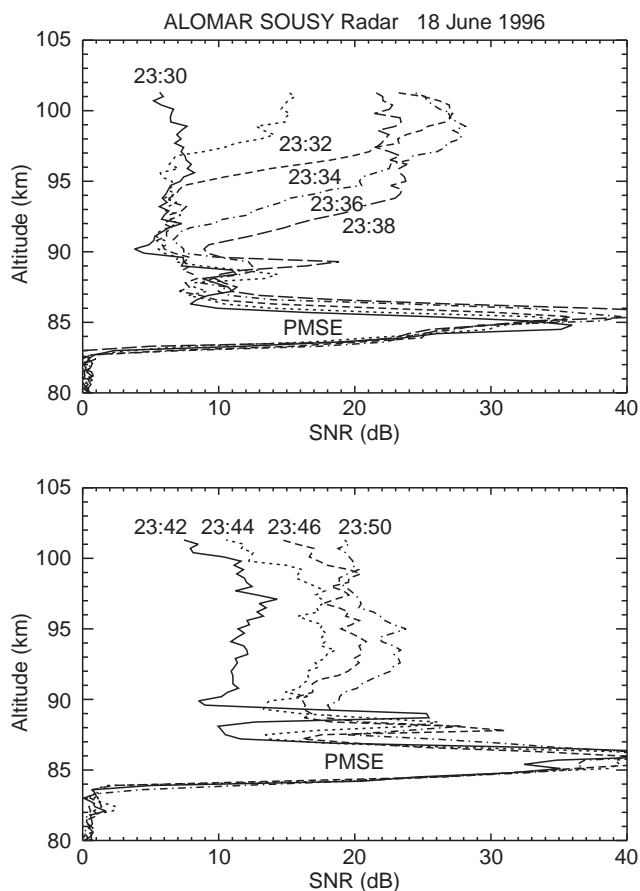 ALOMAR SOUSY Radar 18 June 1996
105
23:30
100
23:32
95
23:34
23:36
23:38
90
85
PMSE
80
0 10 20 30 40
Altitude (km)
SNR (dB)
105
23:42 23:44 23:46 23:50
100
95
90
85
PMSE
80
0 10 20 30 40
Altitude (km)
SNR (dB)